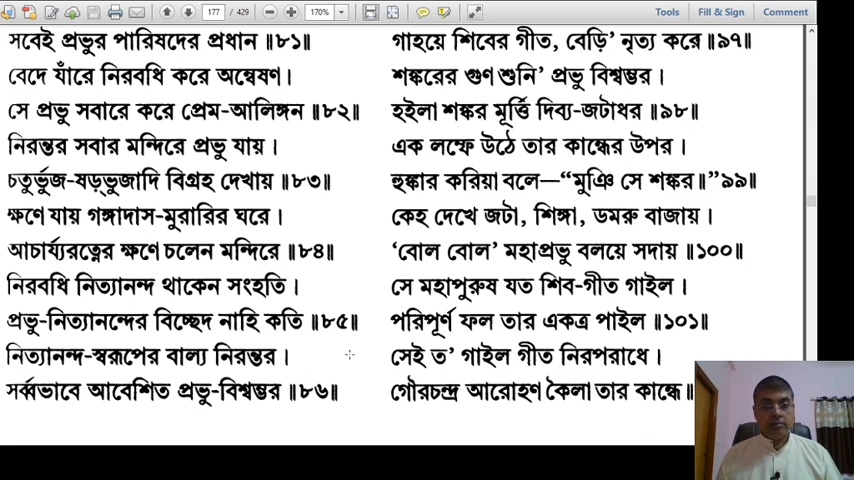 177 / 429
170%
Tools
Fill & Sign
Comment
সবেই প্রভুর পারিষদের প্রধান ॥৮১॥
বেদে যাঁরে নিরবধি করে অন্বেষণ।
সে প্রভু সবারে করে প্রেম-আলিঙ্গন ॥৮২॥
নিরন্তর সবার মন্দিরে প্রভু যায়।
চতুর্ভুজ-ষড়্ভুজাদি বিগ্রহ দেখায় ॥৮৩॥
ক্ষণে যায় গঙ্গাদাস-মুরারির ঘরে।
আচার্য্যরত্নের ক্ষণে চলেন মন্দিরে ॥৮৪॥
নিরবধি নিত্যানন্দ থাকেন সংহতি।
প্রভু-নিত্যানন্দের বিচ্ছেদ নাহি কতি ॥৮৫॥
নিত্যানন্দ-স্বরূপের বাল্য নিরন্তর।
সর্ব্বভাবে আবেশিত প্রভু-বিশ্বম্ভর ॥৮৬॥
গাহয়ে শিবের গীত, বেড়ি’ নৃত্য করে ॥৯৭॥
শঙ্করের গুণ শুনি’ প্রভু বিশ্বম্ভর।
হইলা শঙ্কর মূর্ত্তি দিব্য-জটাধর ॥৯৮॥
এক লম্ফে উঠে তার কান্ধের উপর।
হুঙ্কার করিয়া বলে—“মুঞি সে শঙ্কর॥”৯৯॥
কেহ দেখে জটা, শিঙ্গা, ডমরু বাজায়।
‘বোল বোল’ মহাপ্রভু বলয়ে সদায় ॥১০০॥
সে মহাপুরুষ যত শিব-গীত গাইল।
পরিপূর্ণ ফল তার একত্র পাইল ॥১০১॥
সেই ত’ গাইল গীত নিরপরাধে।
গৌরচন্দ্র আরোহণ কৈলা তার কান্ধে॥